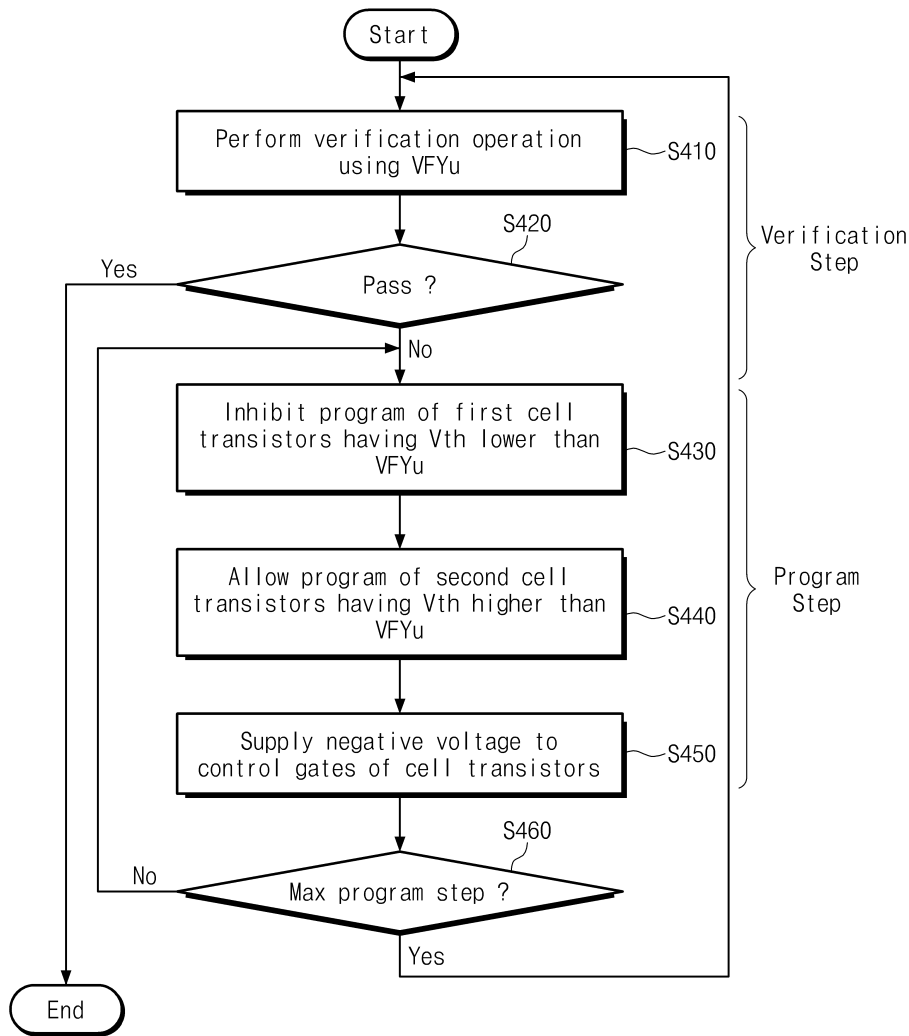 Start
Perform verification operation
using VFYu
S410
S420
Yes
Pass ?
Verification
Step
No
Inhibit program of first cell
transistors having Vth lower than
VFYu
S430
Allow program of second cell
transistors having Vth higher than
VFYu
S440
Program
Step
Supply negative voltage to
control gates of cell transistors
S450
S460
No
Max program step ?
Yes
End